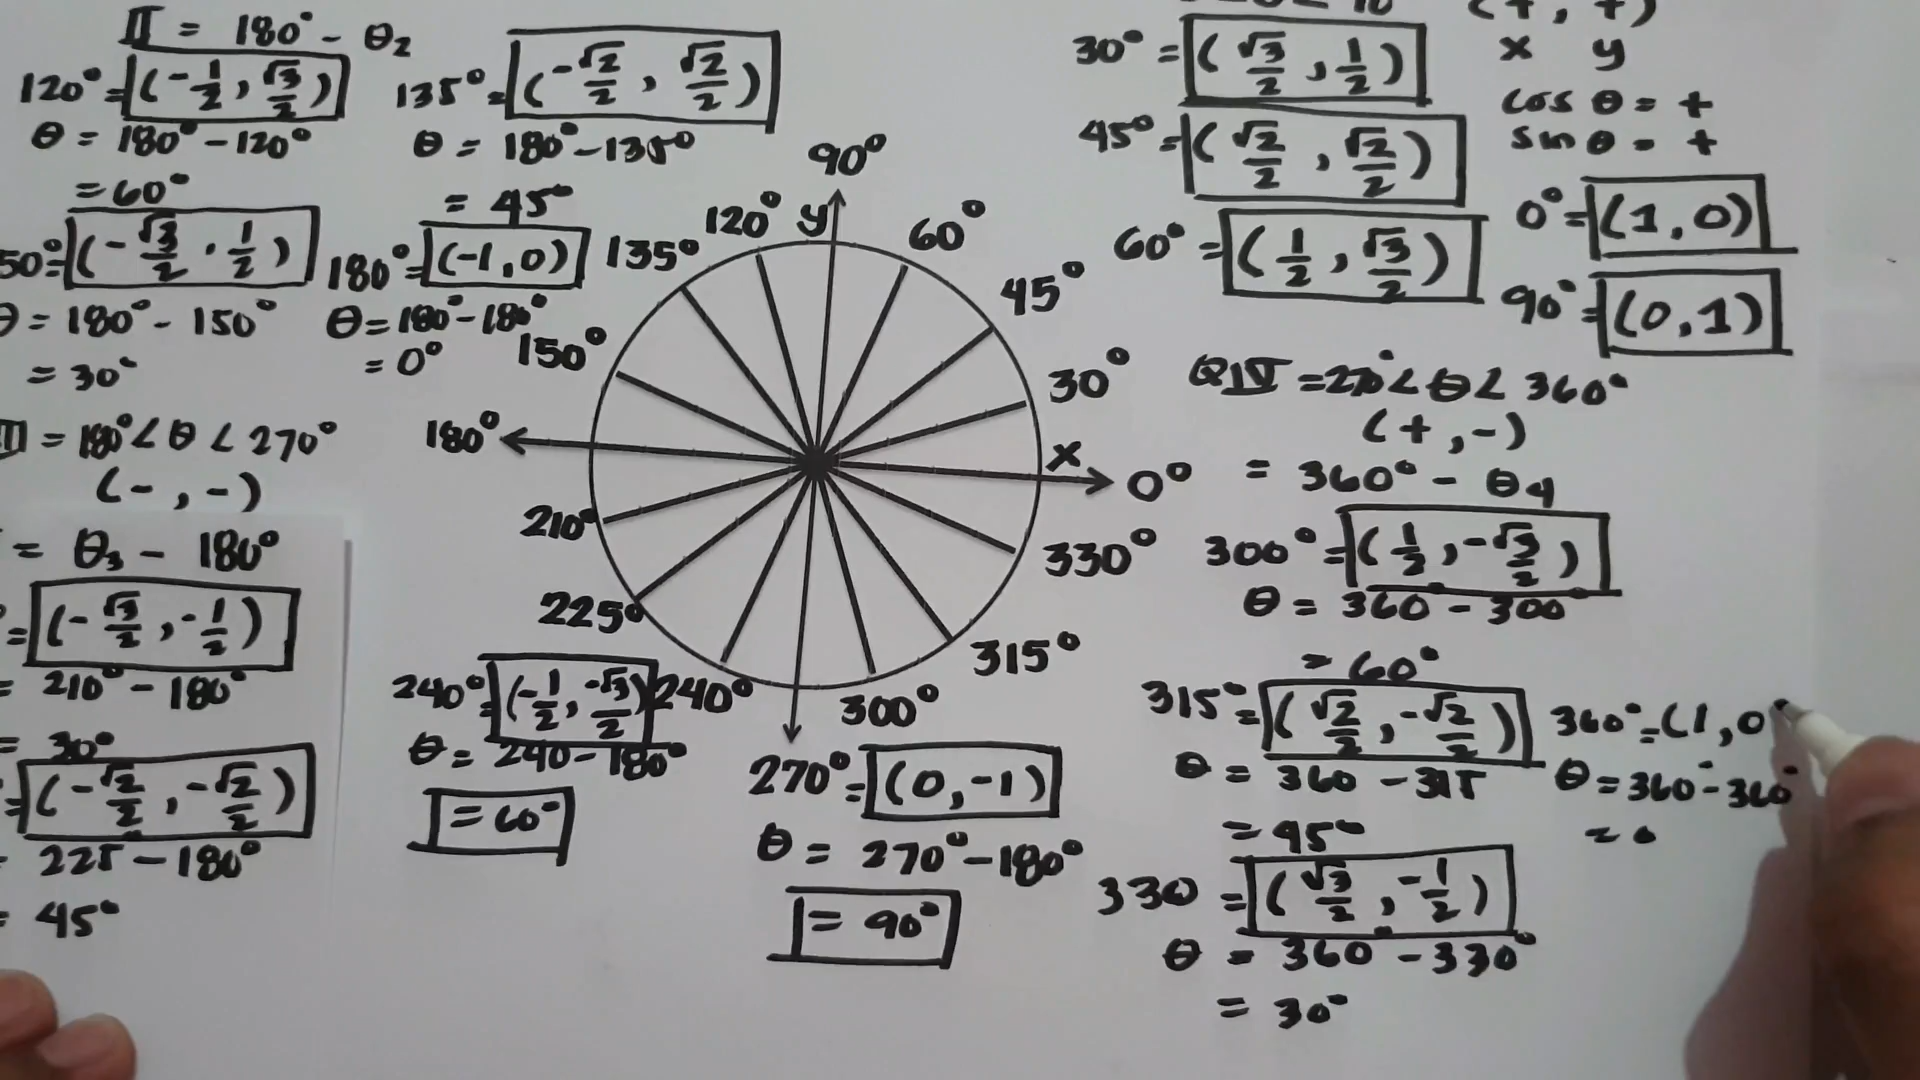 II = 180° - θ2
120° = (-1/2, √3/2)
θ = 180° - 120°
= 60°
135° = (-√2/2, √2/2)
θ = 180° - 135°
= 45°
50° = (-√3/2, 1/2)
θ = 180° - 150°
= 30°
180° = (-1, 0)
θ = 180° - 180°
= 0°
III = 180° < θ < 270°
(-, -)
= θ3 - 180°
= (-√3/2, -1/2)
= 210° - 180°
= 30°
= (-√2/2, -√2/2)
= 225 - 180°
= 45°
90°
y
120°
60°
135°
45°
150°
30°
180°
x
0°
210°
330°
225°
315°
240°
300°
240° = (-1/2, -√3/2)
θ = 240 - 180°
= 60°
270° = (0, -1)
θ = 270° - 180°
= 90°
(+, +)
x y
cos θ = +
sin θ = +
30° = (√3/2, 1/2)
45° = (√2/2, √2/2)
60° = (1/2, √3/2)
0° = (1, 0)
90° = (0, 1)
QIV = 270° < θ < 360°
(+, -)
= 360° - θ4
300° = (1/2, -√3/2)
θ = 360° - 300°
= 60°
315° = (√2/2, -√2/2)
θ = 360 - 315
= 45°
330 = (√3/2, -1/2)
θ = 360° - 330°
= 30°
360° = (1, 0
θ = 360° - 360°
= 0